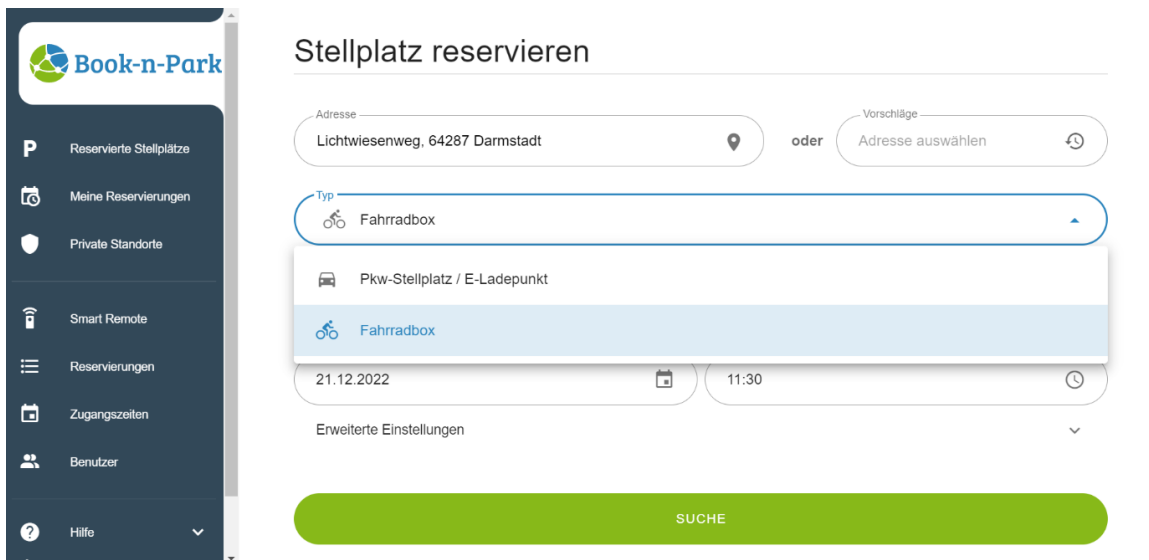 Book-n-Park
Reservierte Stellplätze
Meine Reservierungen
Private Standorte
Smart Remote
Reservierungen
Zugangszeiten
Benutzer
Hilfe
Stellplatz reservieren
Adresse
Lichtwiesenweg, 64287 Darmstadt
oder
Vorschläge
Adresse auswählen
Typ
Fahrradbox
Pkw-Stellplatz / E-Ladepunkt
Fahrradbox
21.12.2022
11:30
Erweiterte Einstellungen
SUCHE